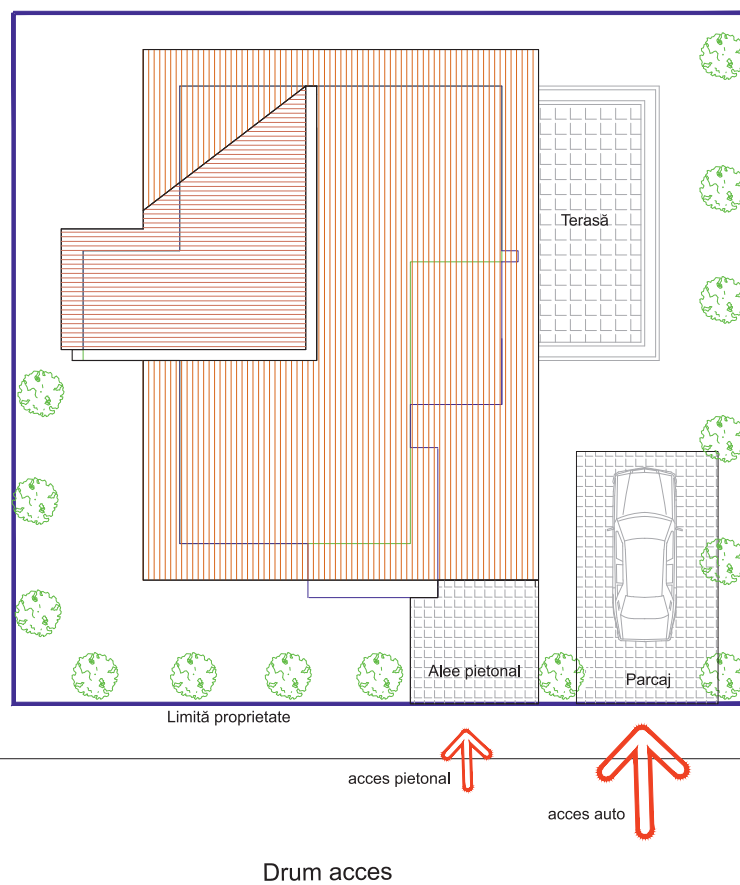 Terasă
Alee pietonal
Parcaj
Limită proprietate
acces pietonal
acces auto
Drum acces